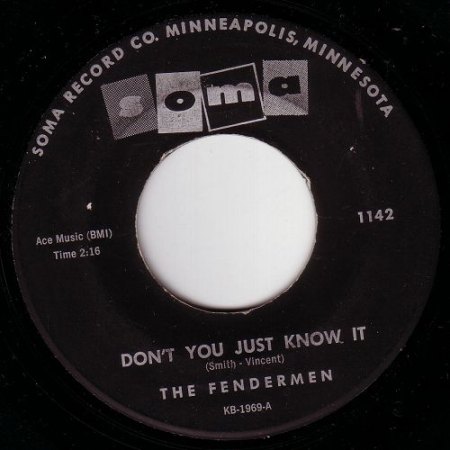 SOMA RECORD CO. MINNEAPOLIS, MINNESOTA
soma
1142
Ace Music (BMI)
Time 2:16
DON'T YOU JUST KNOW IT
(Smith - Vincent)
THE FENDERMEN
KB-1969-A